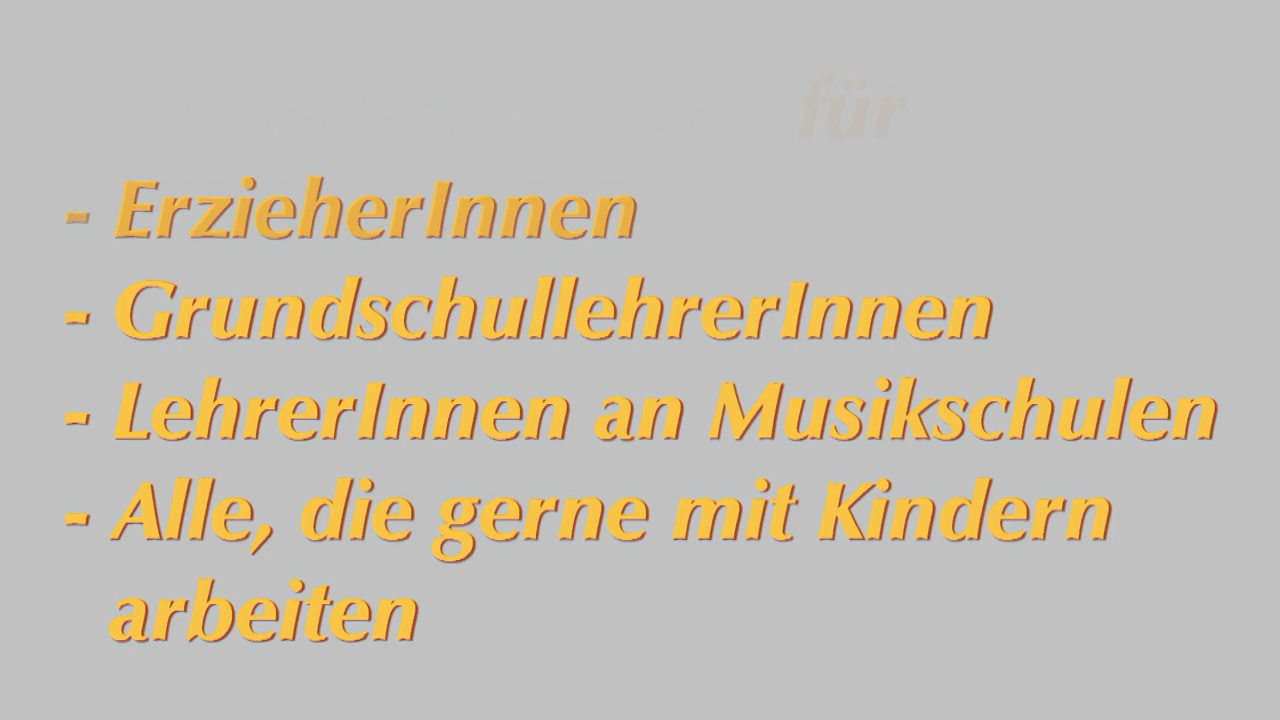 für
- ErzieherInnen
- GrundschullehrerInnen
- LehrerInnen an Musikschulen
- Alle, die gerne mit Kindern
arbeiten